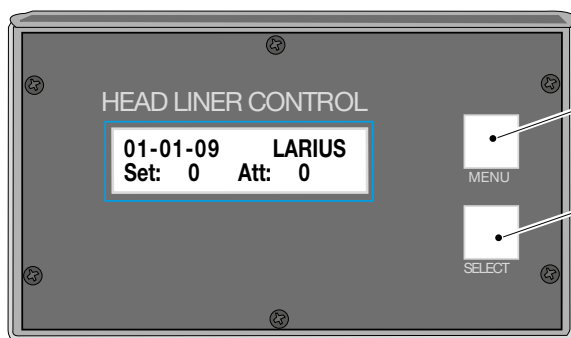 HEAD LINER CONTROL
01-01-09 LARIUS
Set: 0 Att: 0
MENU
SELECT